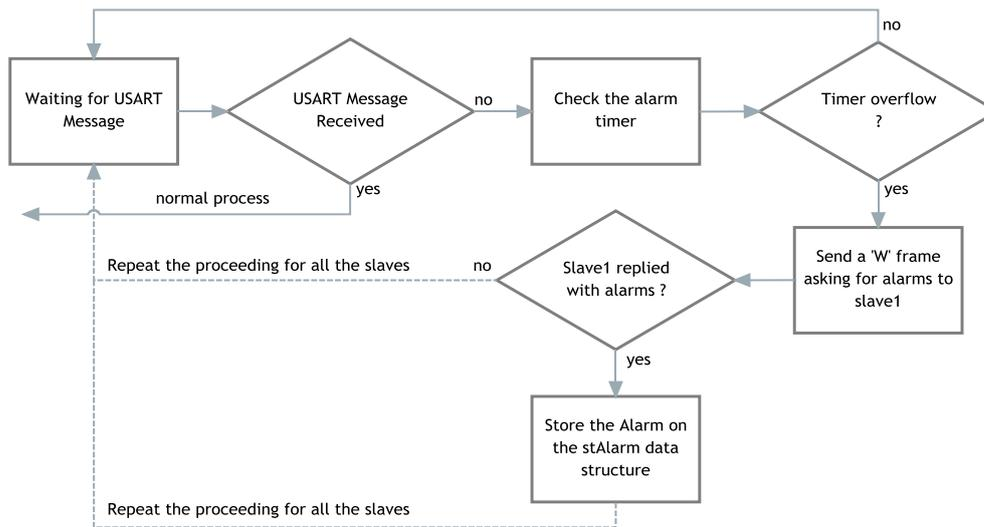 no
Waiting for USART
Message
USART Message
Received
no
Check the alarm
timer
Timer overflow
?
yes
normal process
yes
Send a 'W' frame
asking for alarms to
slave1
Slave1 replied
with alarms ?
no
Repeat the proceeding for all the slaves
yes
Store the Alarm on
the stAlarm data
structure
Repeat the proceeding for all the slaves